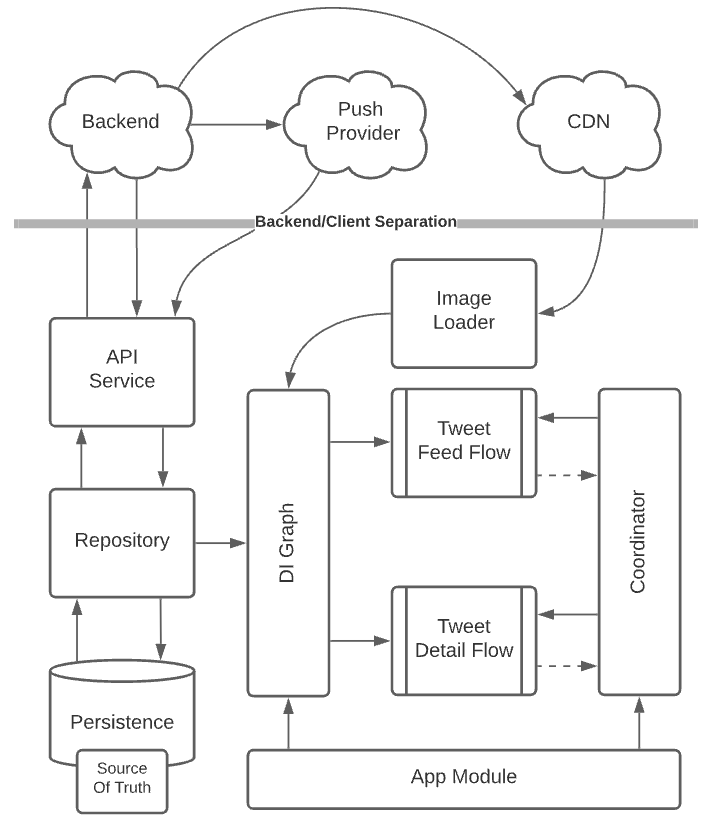 Backend
Push
Provider
CDN
Backend/Client Separation
Image
Loader
API
Service
Tweet
Feed Flow
Repository
DI Graph
Coordinator
Tweet
Detail Flow
Persistence
Source
Of Truth
App Module